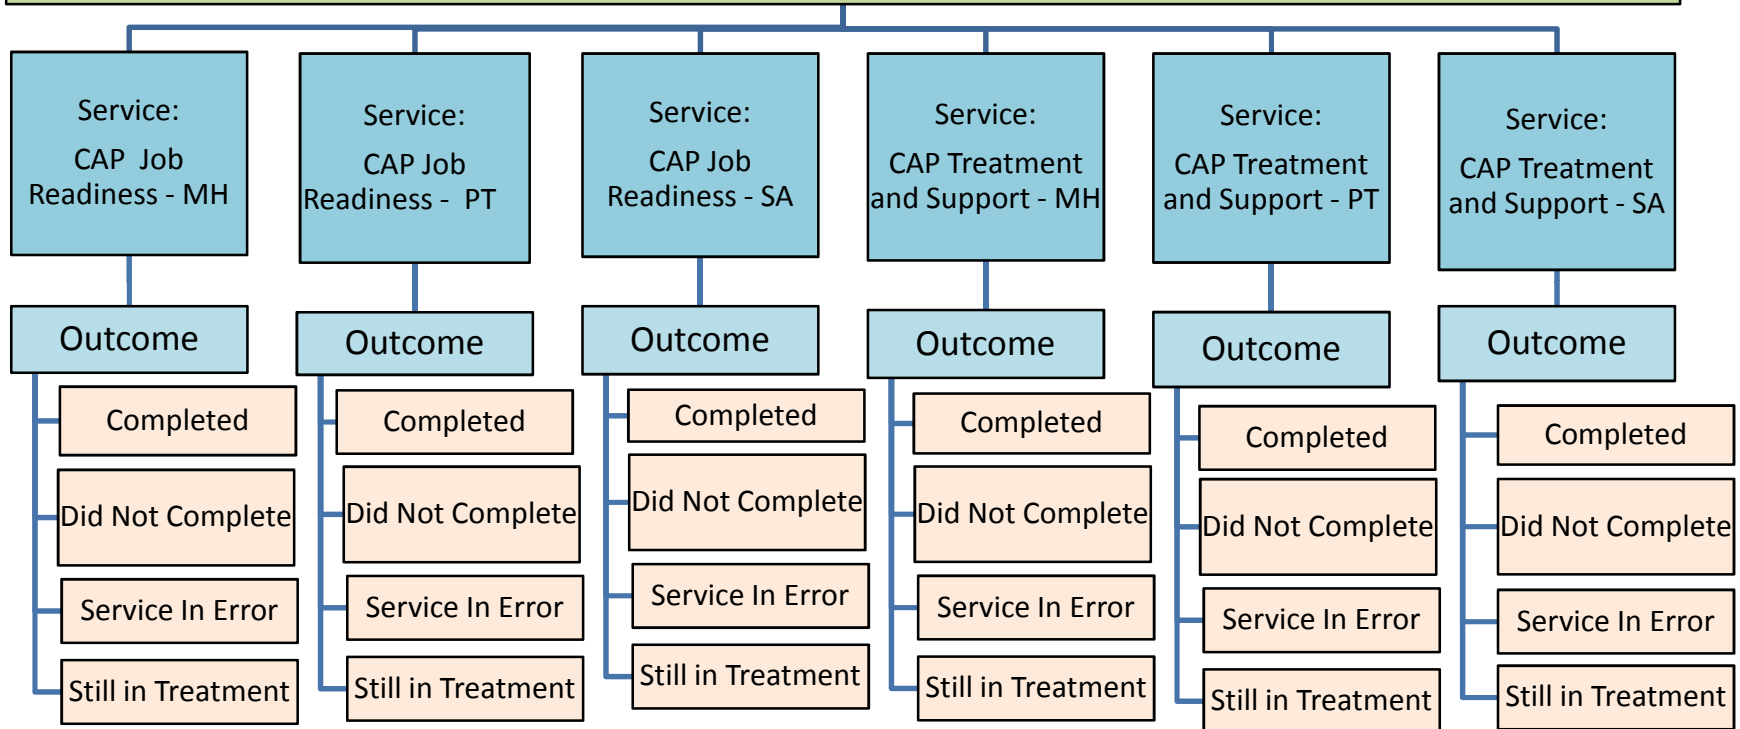 Service:
CAP  Job
Readiness - MH
Service:
CAP Job
Readiness -  PT
Service:
CAP Job
Readiness - SA
Service:
CAP Treatment
and Support - MH
Service:
CAP Treatment
and Support - PT
Service:
CAP Treatment
and Support - SA
Outcome
Completed
Did Not Complete
Service In Error
Still in Treatment
Outcome
Completed
Did Not Complete
Service In Error
Still in Treatment
Outcome
Completed
Did Not Complete
Service In Error
Still in Treatment
Outcome
Completed
Did Not Complete
Service In Error
Still in Treatment
Outcome
Completed
Did Not Complete
Service In Error
Still in Treatment
Outcome
Completed
Did Not Complete
Service In Error
Still in Treatment